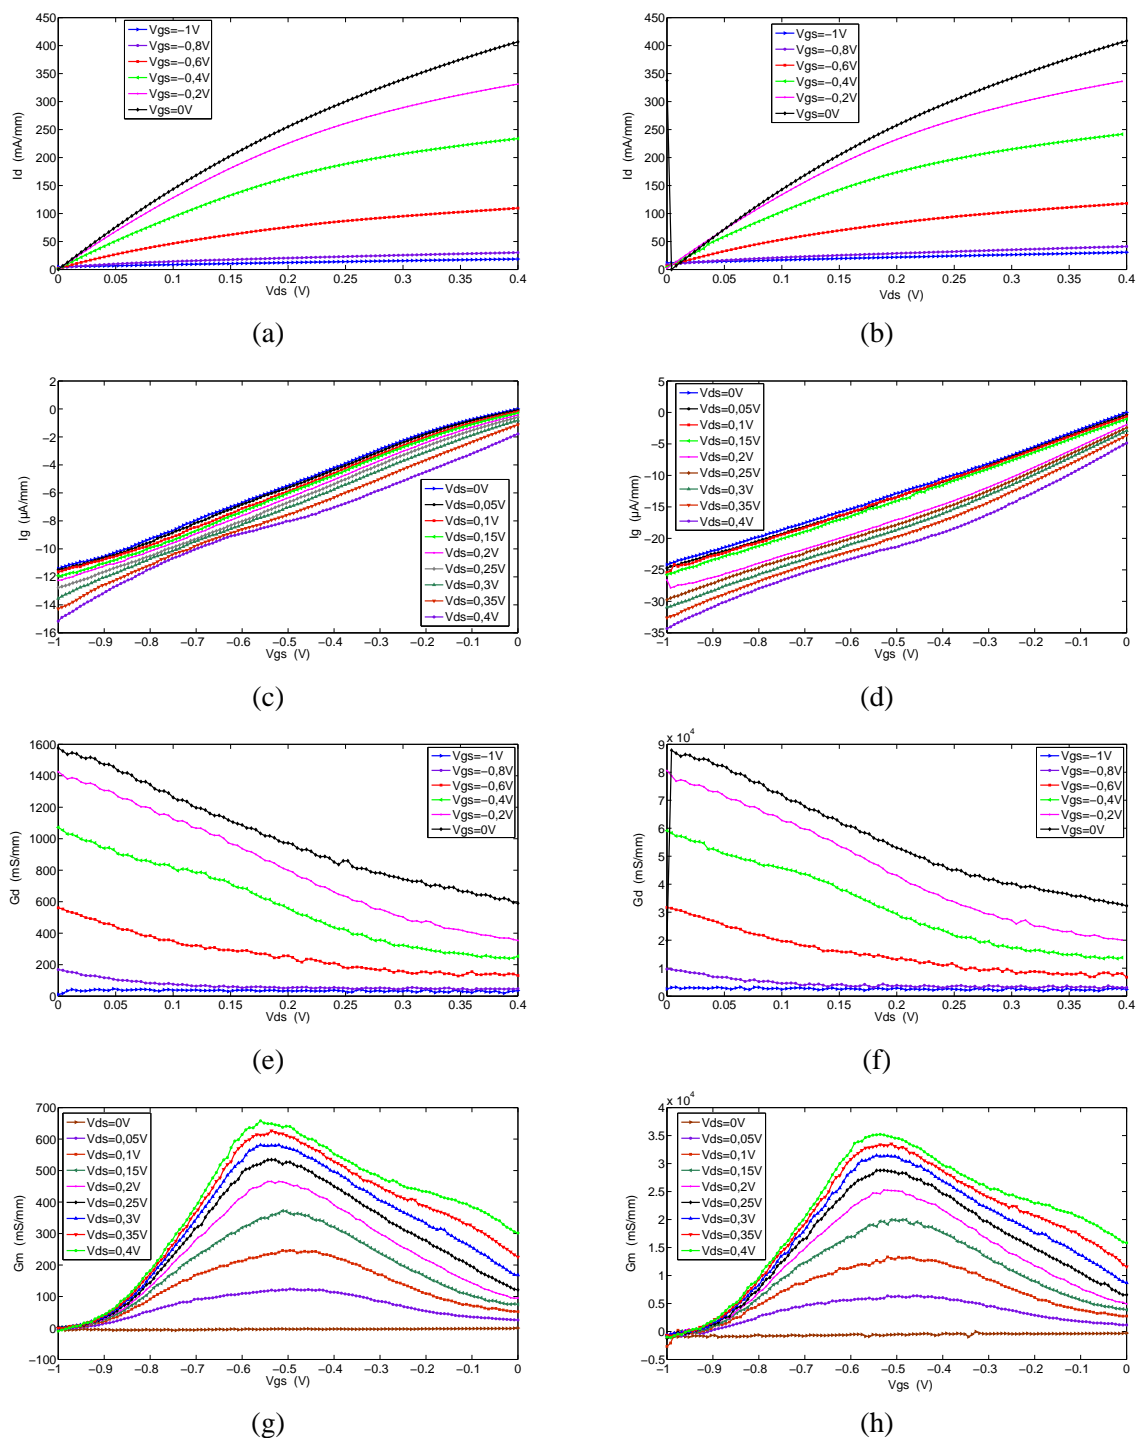 450
400
350
300
250
200
150
100
50
0
Id (mA/mm)
Vgs=−1V
Vgs=−0,8V
Vgs=−0,6V
Vgs=−0,4V
Vgs=−0,2V
Vgs=0V
0 0.05 0.1 0.15 0.2 0.25 0.3 0.35 0.4
Vds (V)
(a)
450
400
350
300
250
200
150
100
50
0
Id (mA/mm)
Vgs=−1V
Vgs=−0,8V
Vgs=−0,6V
Vgs=−0,4V
Vgs=−0,2V
Vgs=0V
0 0.05 0.1 0.15 0.2 0.25 0.3 0.35 0.4
Vds (V)
(b)
2
0
−2
−4
−6
−8
−10
−12
−14
−16
Ig (µA/mm)
Vds=0V
Vds=0,05V
Vds=0,1V
Vds=0,15V
Vds=0,2V
Vds=0,25V
Vds=0,3V
Vds=0,35V
Vds=0,4V
−1 −0.9 −0.8 −0.7 −0.6 −0.5 −0.4 −0.3 −0.2 −0.1 0
Vgs (V)
(c)
5
0
−5
−10
−15
−20
−25
−30
−35
Ig (µA/mm)
Vds=0V
Vds=0,05V
Vds=0,1V
Vds=0,15V
Vds=0,2V
Vds=0,25V
Vds=0,3V
Vds=0,35V
Vds=0,4V
−1 −0.9 −0.8 −0.7 −0.6 −0.5 −0.4 −0.3 −0.2 −0.1 0
Vgs (V)
(d)
1600
1400
1200
1000
800
600
400
200
0
Gd (mS/mm)
Vgs=−1V
Vgs=−0,8V
Vgs=−0,6V
Vgs=−0,4V
Vgs=−0,2V
Vgs=0V
0 0.05 0.1 0.15 0.2 0.25 0.3 0.35 0.4
Vds (V)
(e)
x 10⁴
9
8
7
6
5
4
3
2
1
0
Gd (mS/mm)
Vgs=−1V
Vgs=−0,8V
Vgs=−0,6V
Vgs=−0,4V
Vgs=−0,2V
Vgs=0V
0 0.05 0.1 0.15 0.2 0.25 0.3 0.35 0.4
Vds (V)
(f)
700
600
500
400
300
200
100
0
−100
Gm (mS/mm)
Vds=0V
Vds=0,05V
Vds=0,1V
Vds=0,15V
Vds=0,2V
Vds=0,25V
Vds=0,3V
Vds=0,35V
Vds=0,4V
−1 −0.9 −0.8 −0.7 −0.6 −0.5 −0.4 −0.3 −0.2 −0.1 0
Vgs (V)
(g)
x 10⁴
4
3.5
3
2.5
2
1.5
1
0.5
0
−0.5
Gm (mS/mm)
Vds=0V
Vds=0,05V
Vds=0,1V
Vds=0,15V
Vds=0,2V
Vds=0,25V
Vds=0,3V
Vds=0,35V
Vds=0,4V
−1 −0.9 −0.8 −0.7 −0.6 −0.5 −0.4 −0.3 −0.2 −0.1 0
Vgs (V)
(h)